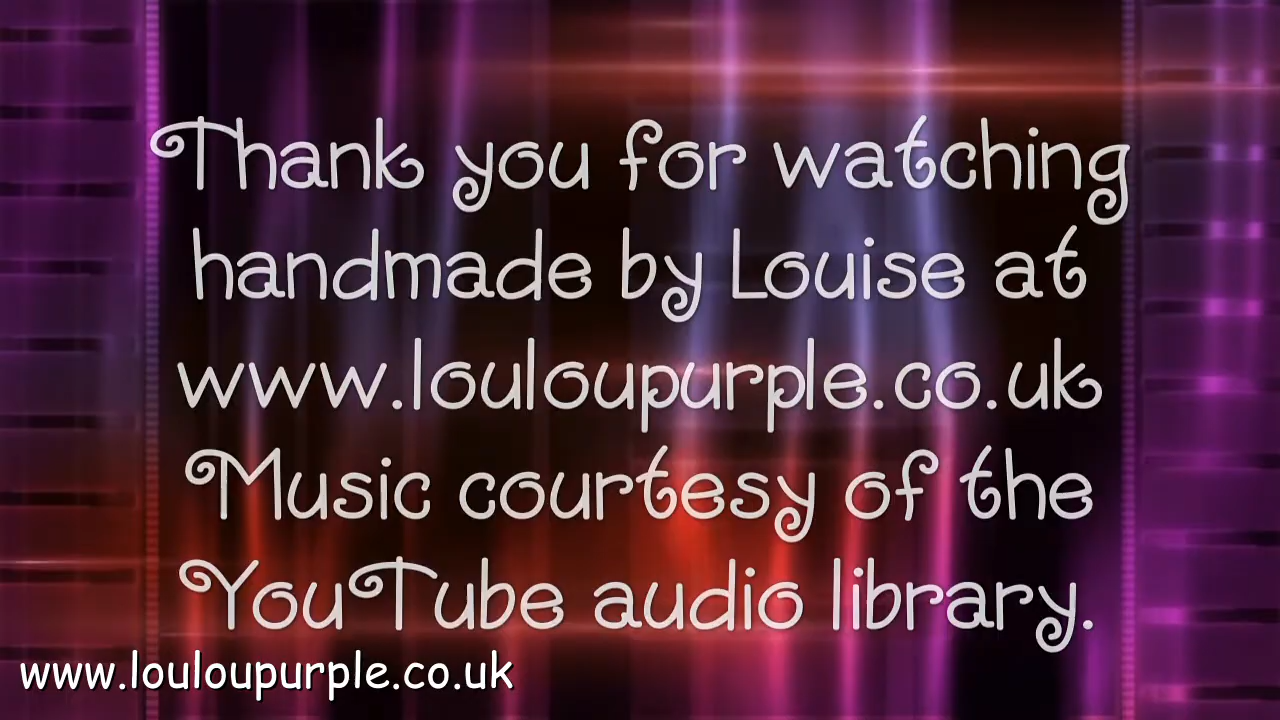 Thank you for watching
handmade by Louise at
www.louloupurple.co.uk
Music courtesy of the
YouTube audio library.
www.louloupurple.co.uk